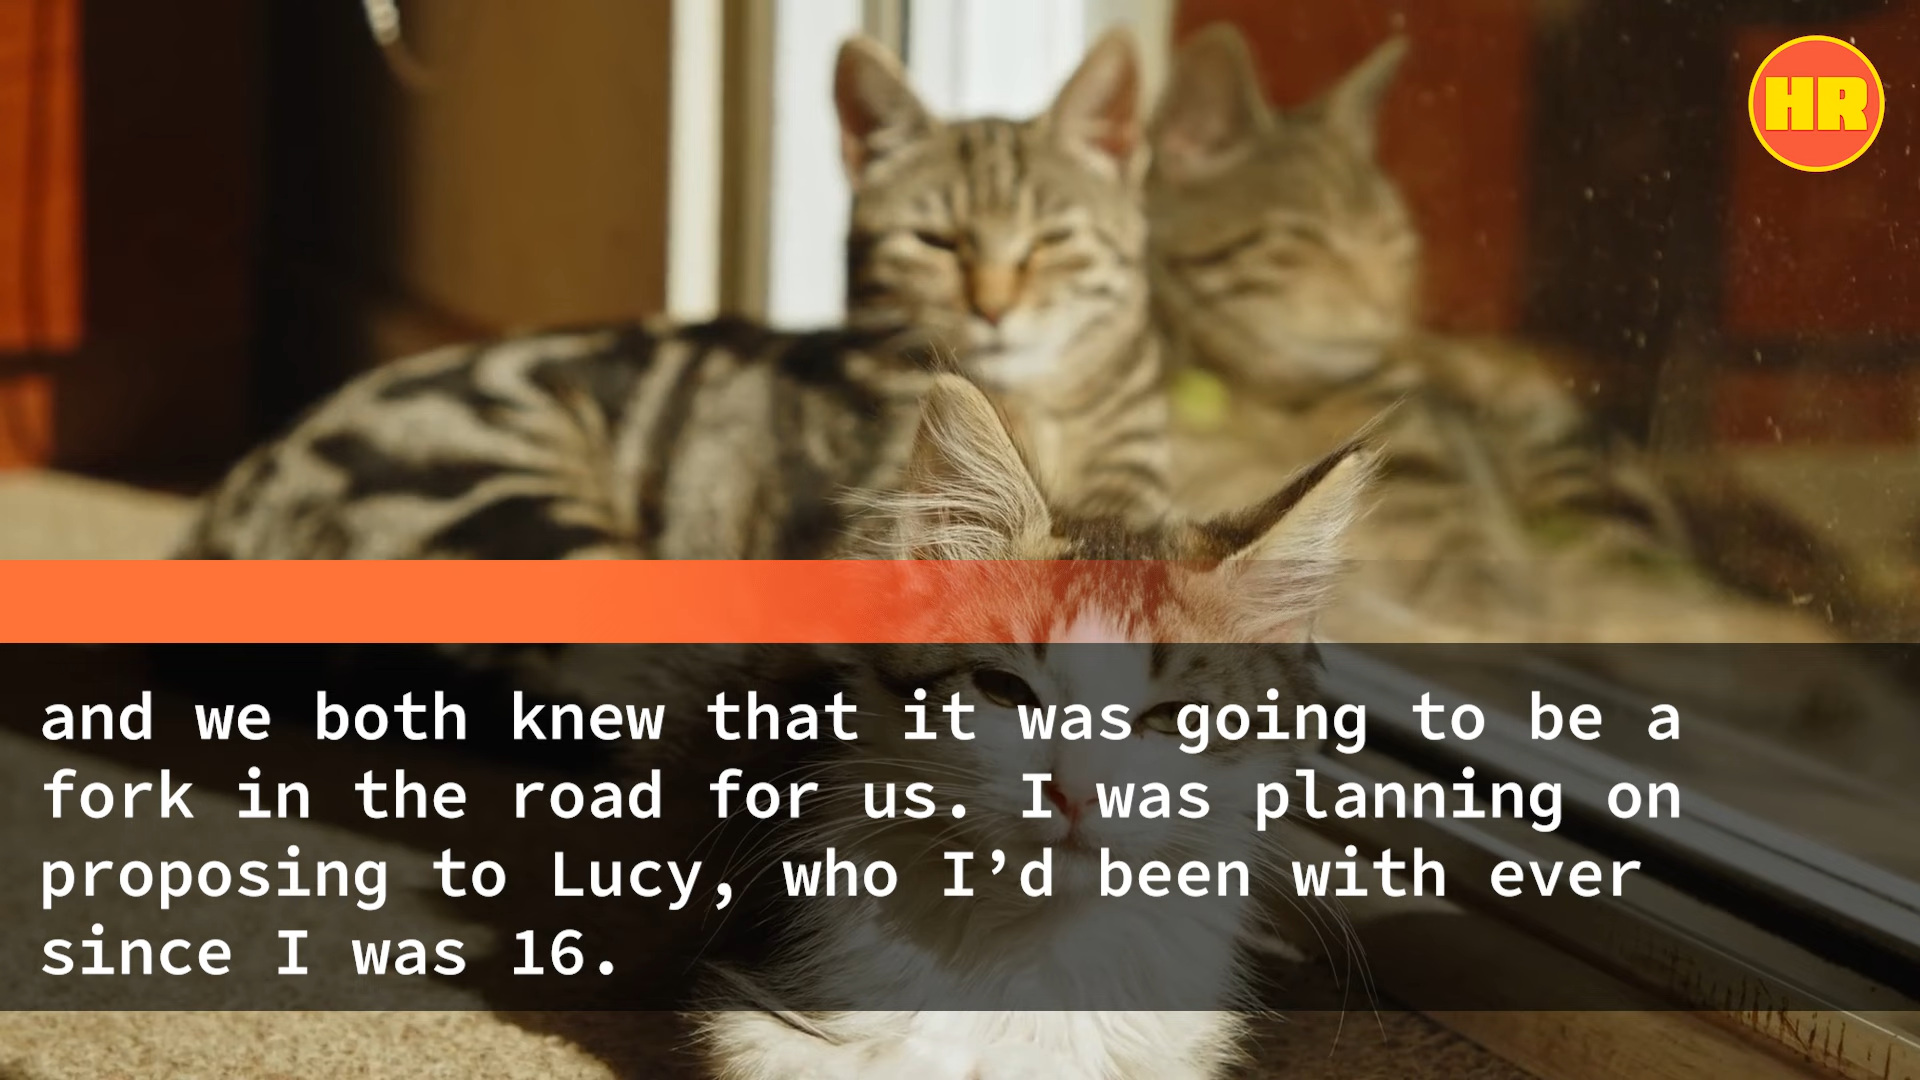 HR
and we both knew that it was going to be a
fork in the road for us. I was planning on
proposing to Lucy, who I’d been with ever
since I was 16.